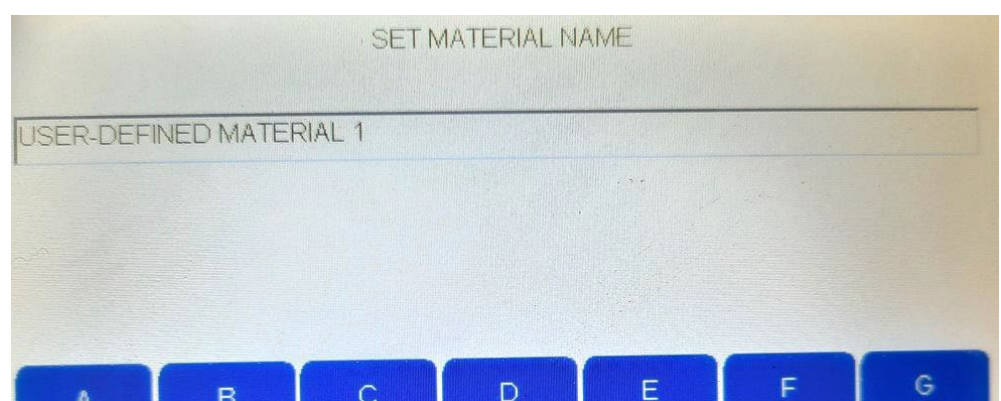 SET MATERIAL NAME
USER-DEFINED MATERIAL 1
A B C D E F G